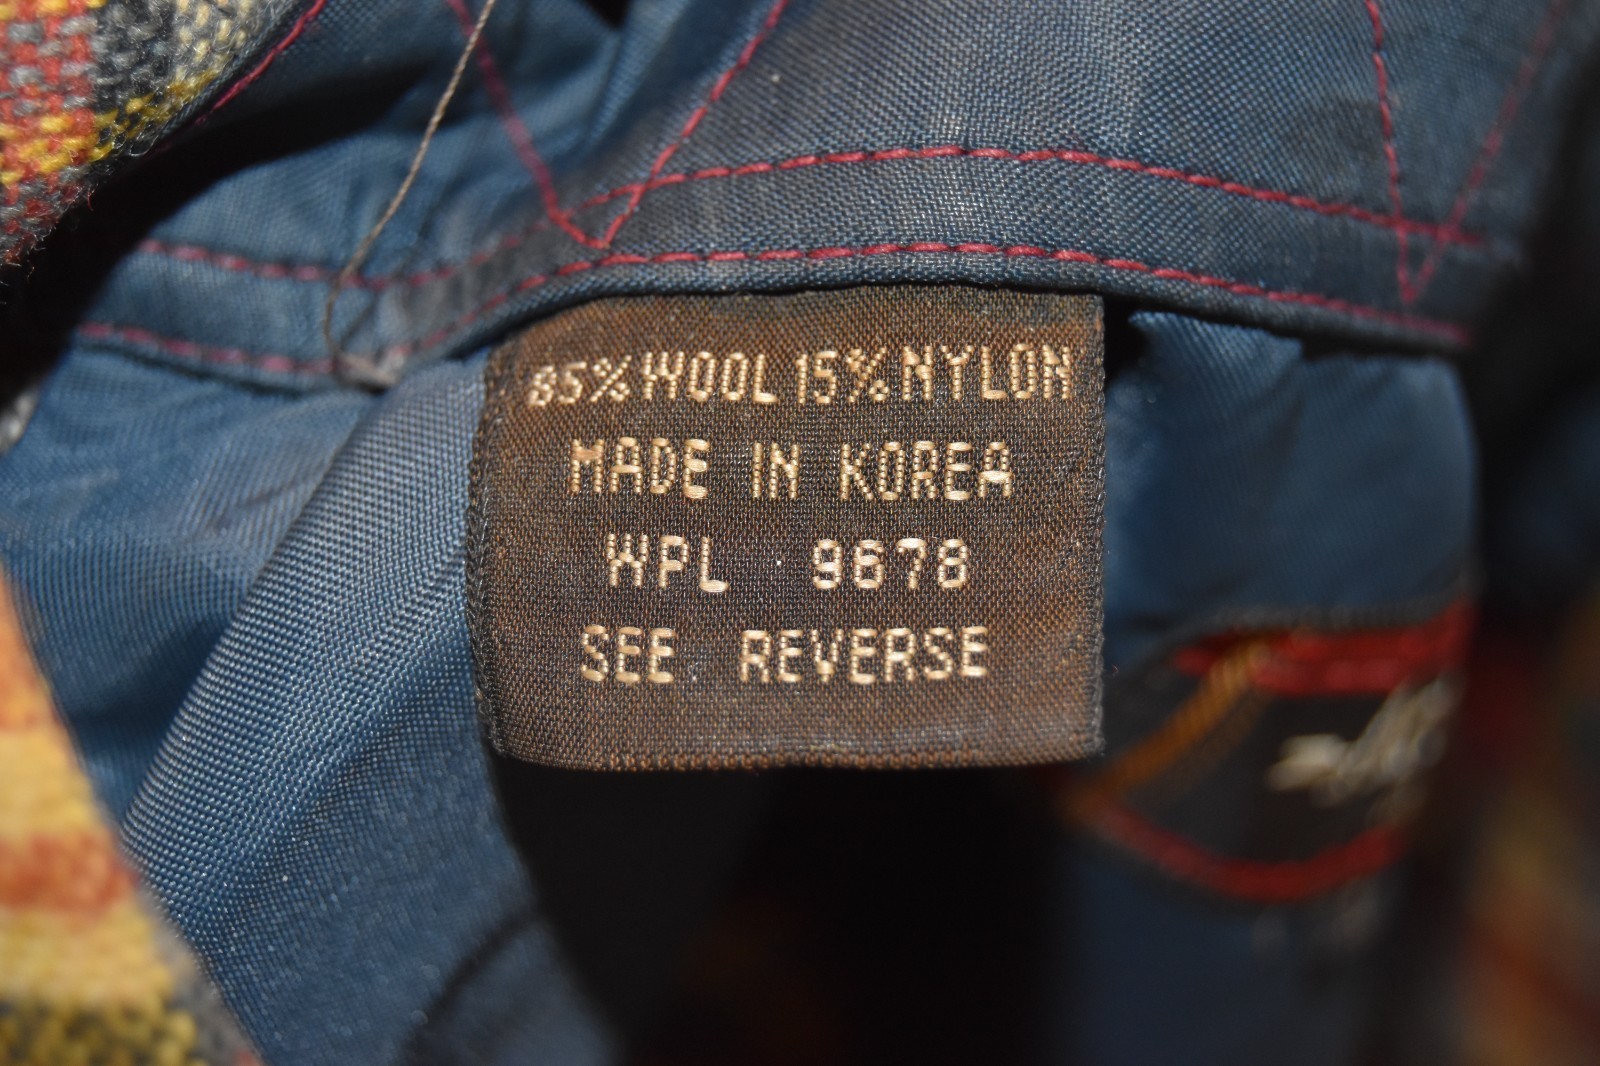 85% WOOL 15% NYLON
MADE IN KOREA
WPL 9678
SEE REVERSE